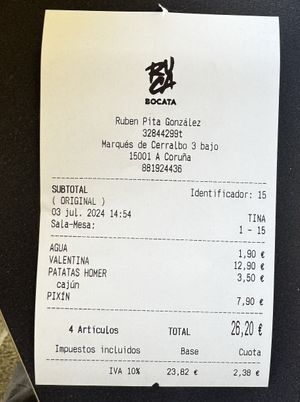 BUCA
BOCATA
Ruben Pita González
32844299t
Marqués de Cerralbo 3 bajo
15001 A Coruña
881924436
SUBTOTAL Identificador: 15
( ORIGINAL )
03 jul. 2024 14:54 TINA
Sala-Mesa: 1 - 15
AGUA 1,90 €
VALENTINA 12,90 €
PATATAS HOMER 3,50 €
cajún
PIXÍN 7,90 €
4 Artículos TOTAL 26,20 €
Impuestos incluidos Base Cuota
IVA 10% 23,82 € 2,38 €